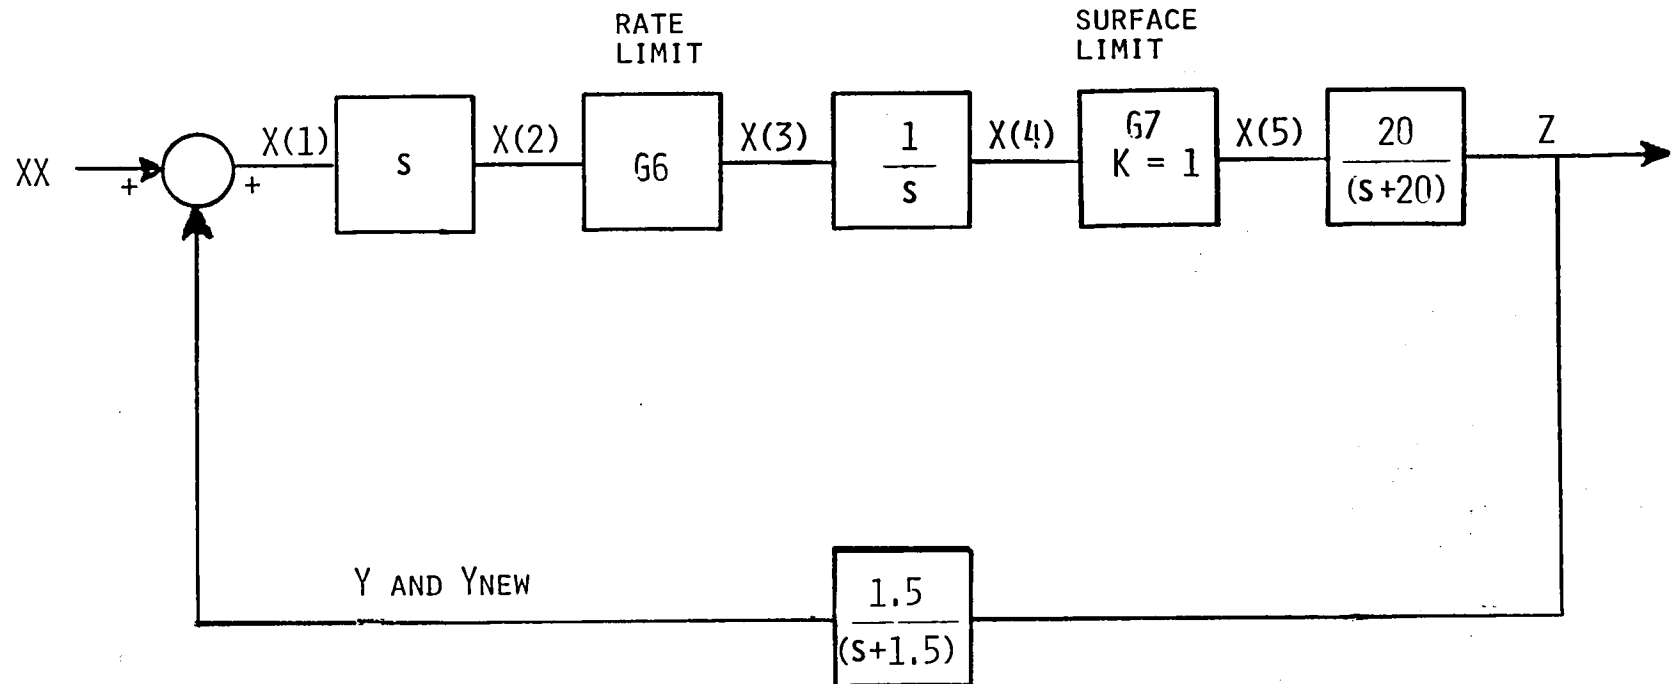 RATE
LIMIT
SURFACE
LIMIT
XX
+
+
X(1)
s
X(2)
G6
X(3)
1
s
X(4)
G7
K = 1
X(5)
20
(s+20)
Z
Y AND YNEW
1.5
(s+1.5)